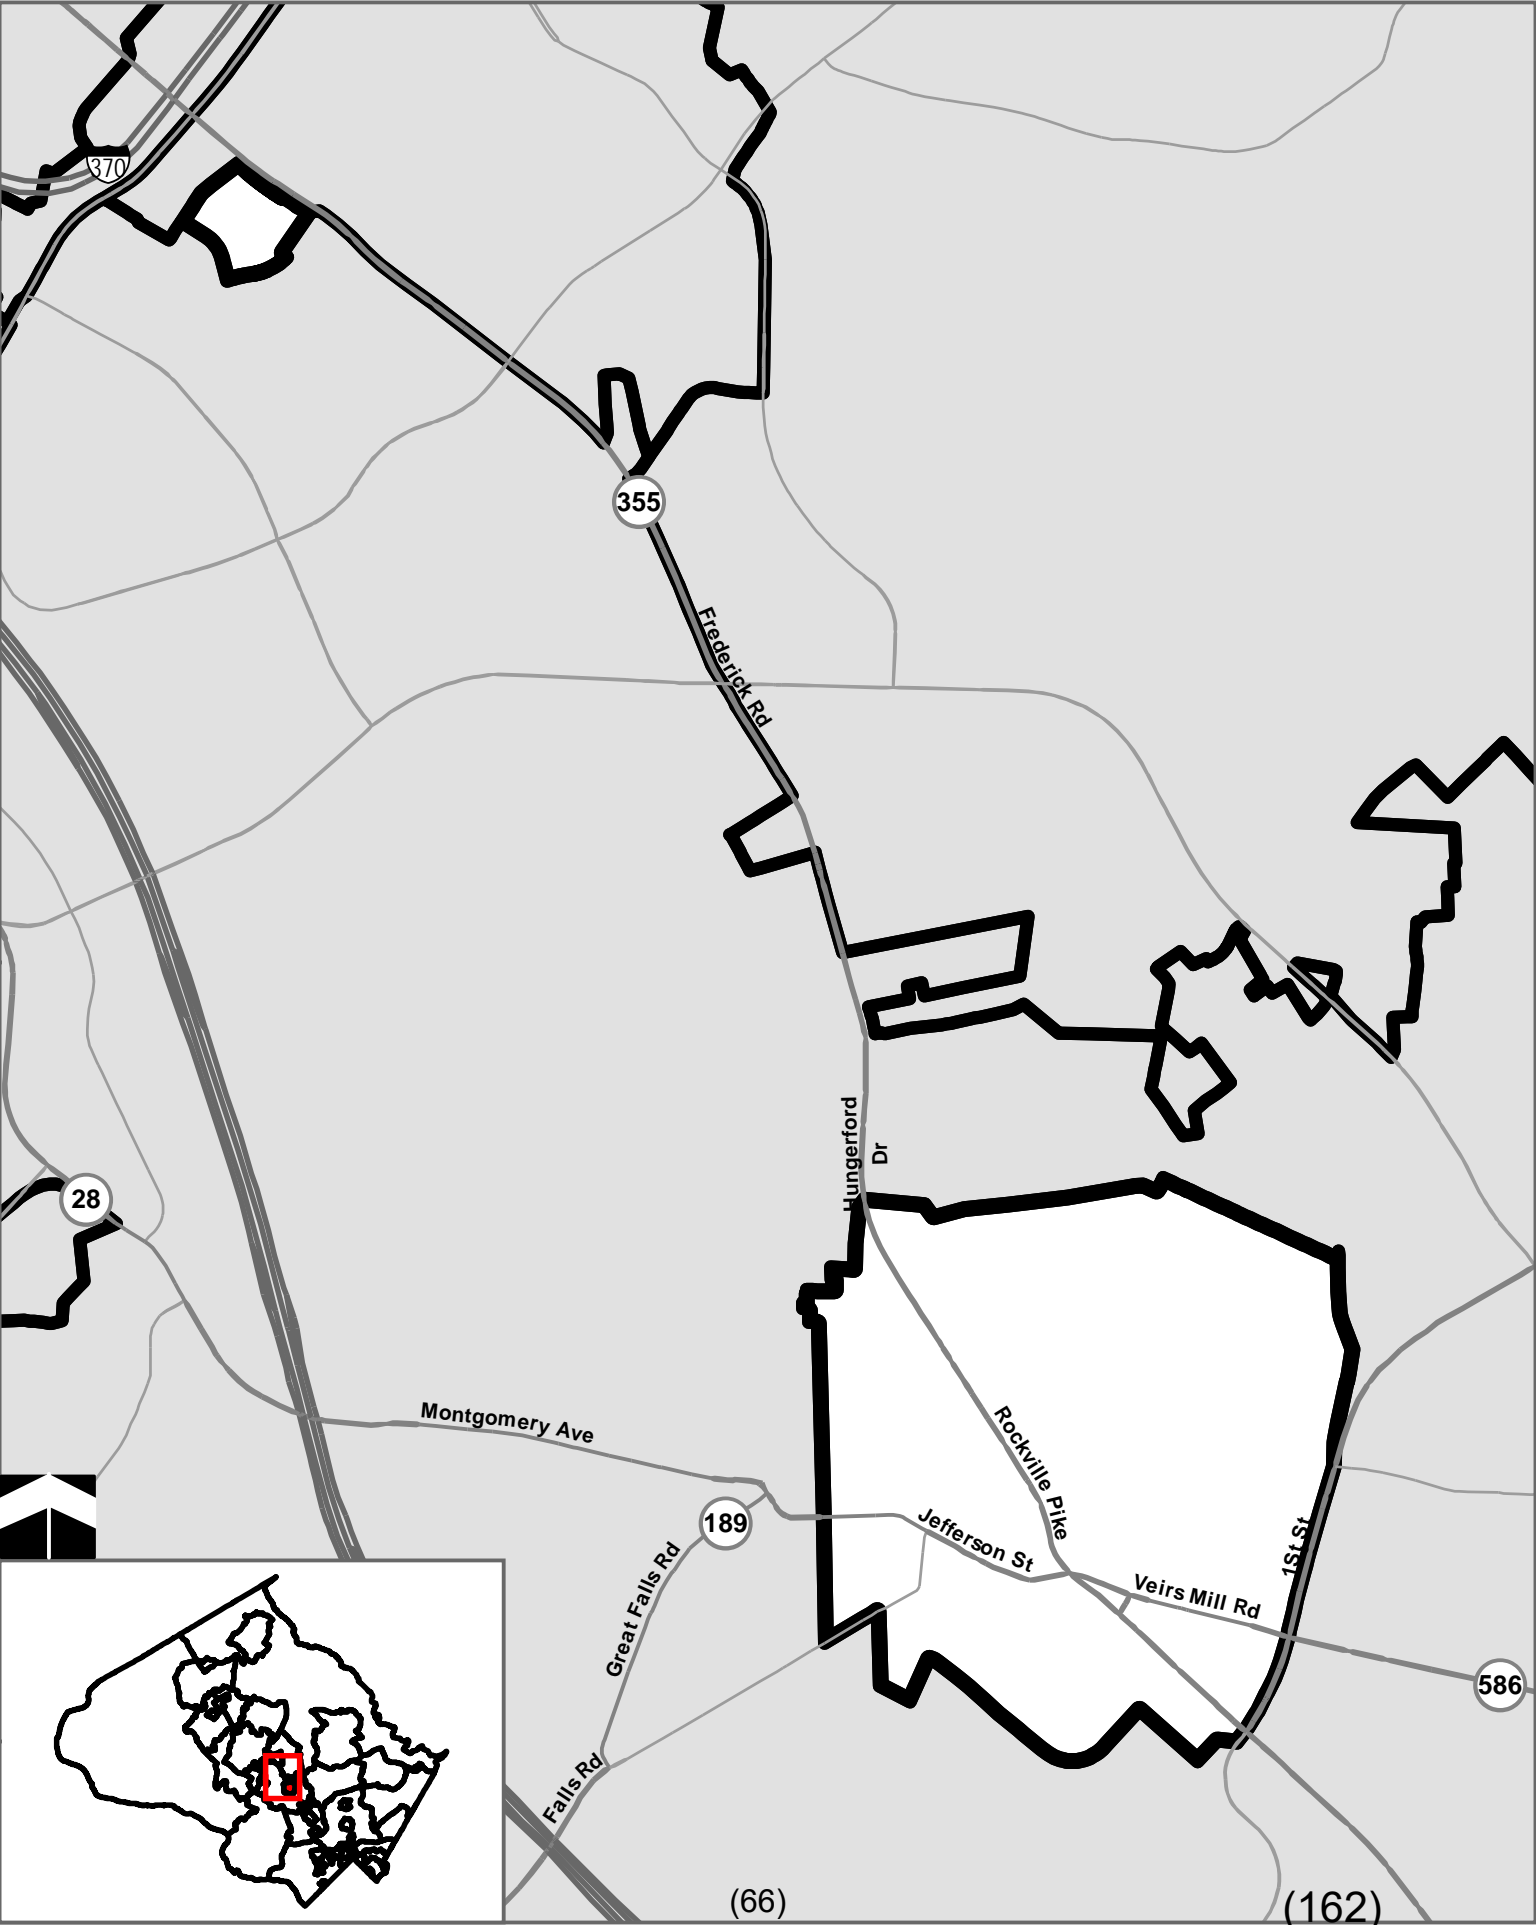 370
355
Frederick Rd
Hungerford
Dr
28
Montgomery Ave
Rockville Pike
189
Jefferson St
Great Falls Rd
1St St
Veirs Mill Rd
586
Falls Rd
(66)
(162)